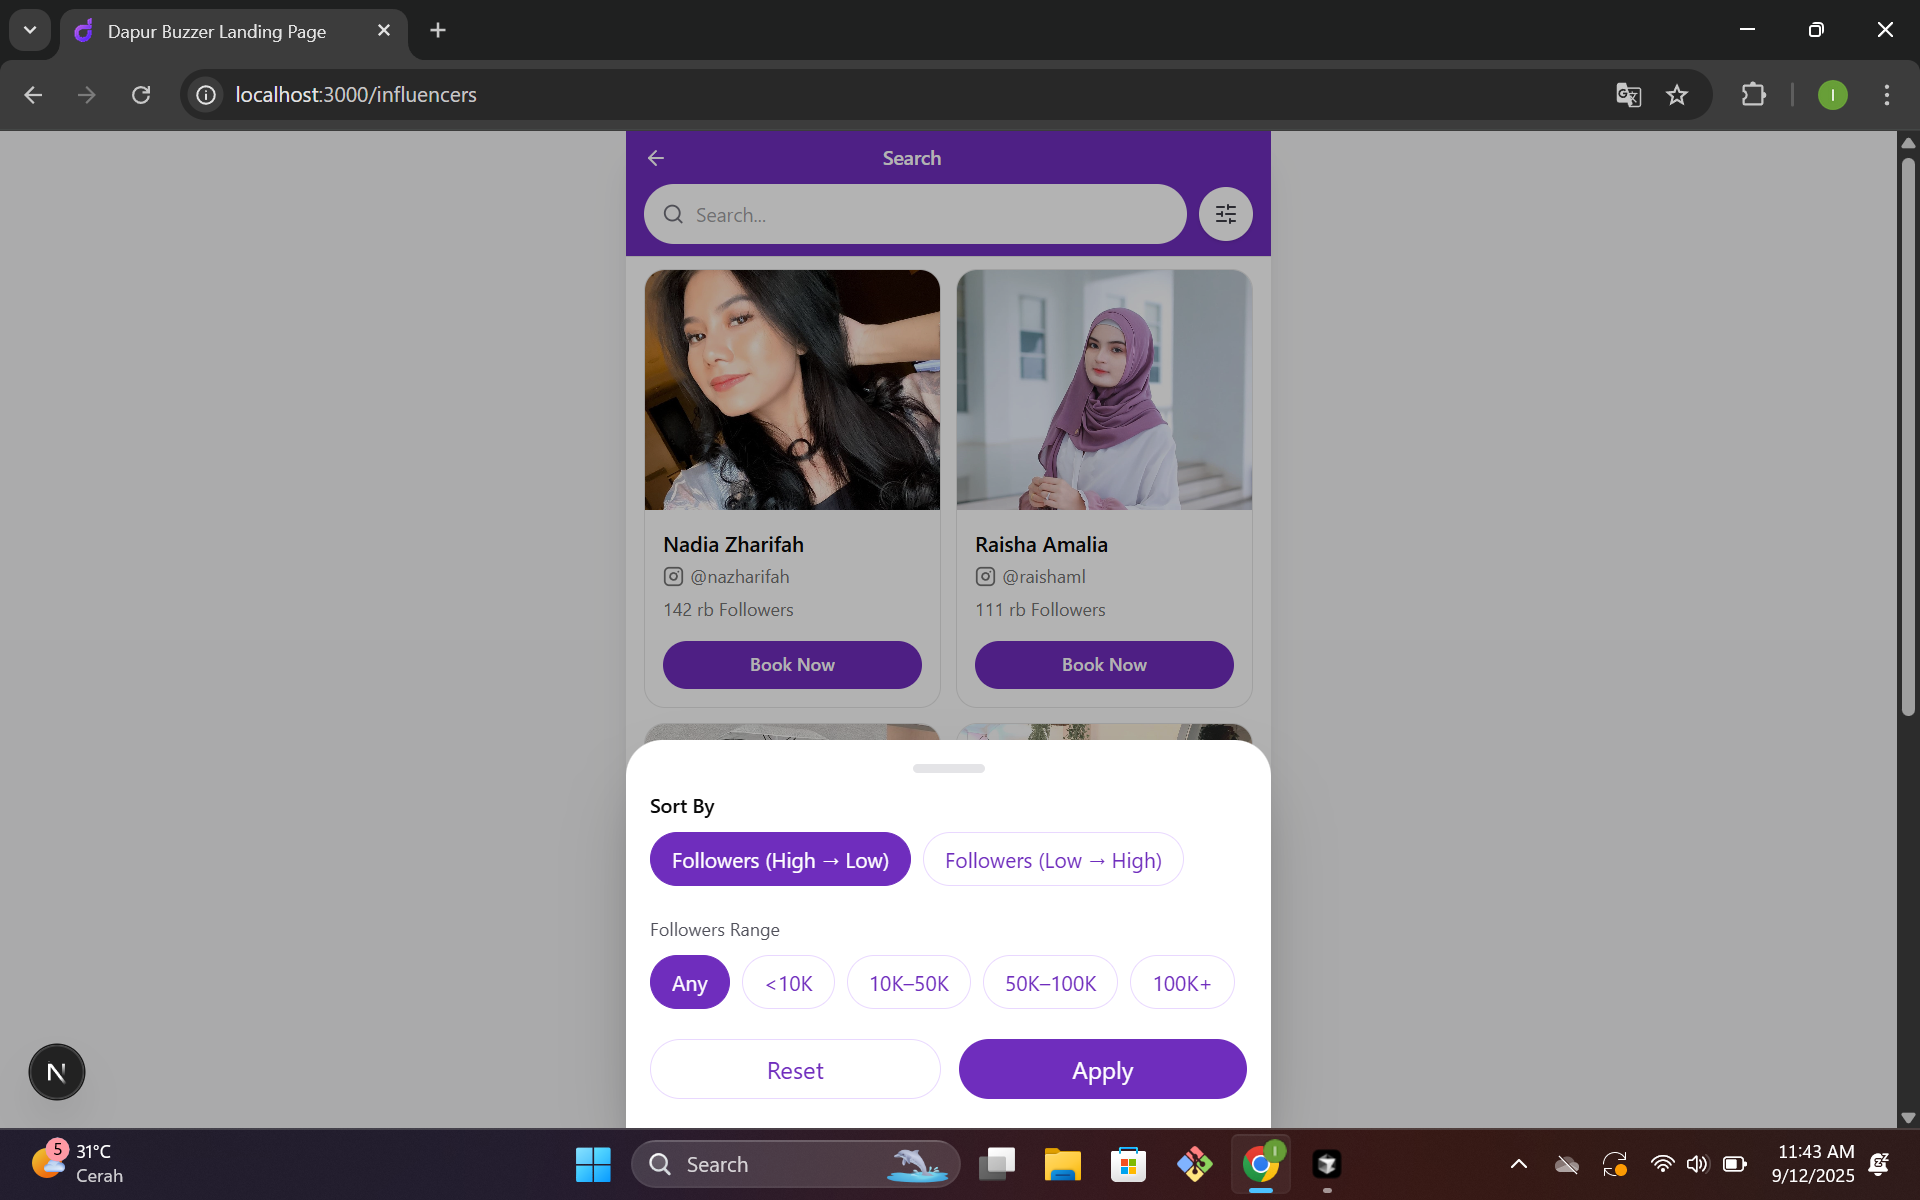 Dapur Buzzer Landing Page
localhost:3000/influencers
I
Search
Search...
Nadia Zharifah
@nazharifah
142 rb Followers
Book Now
Raisha Amalia
@raishaml
111 rb Followers
Book Now
Sort By
Followers (High → Low)
Followers (Low → High)
Followers Range
Any
<10K
10K–50K
50K–100K
100K+
Reset
Apply
N
5
31°C
Cerah
Search
I
11:43 AM
9/12/2025